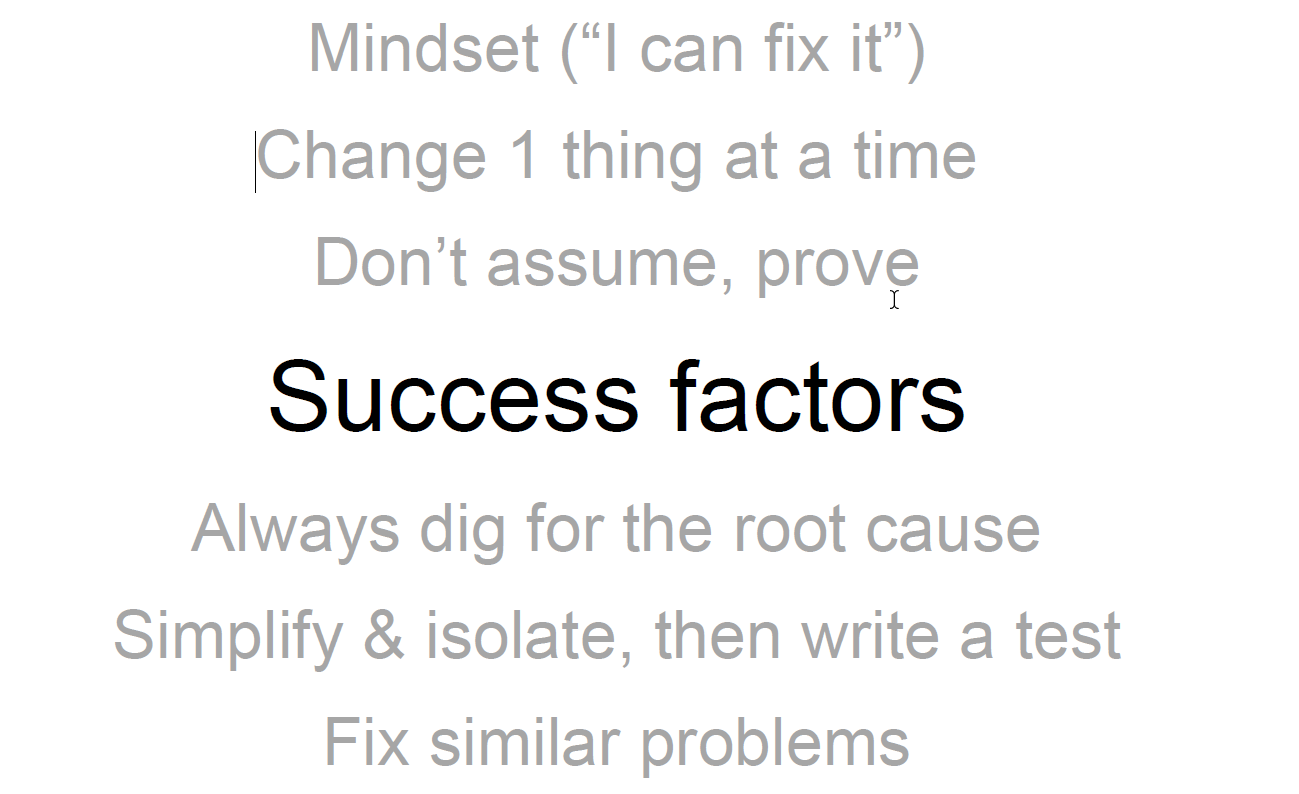 Mindset (“I can fix it”)
Change 1 thing at a time
Don’t assume, prove
Success factors
Always dig for the root cause
Simplify & isolate, then write a test
Fix similar problems